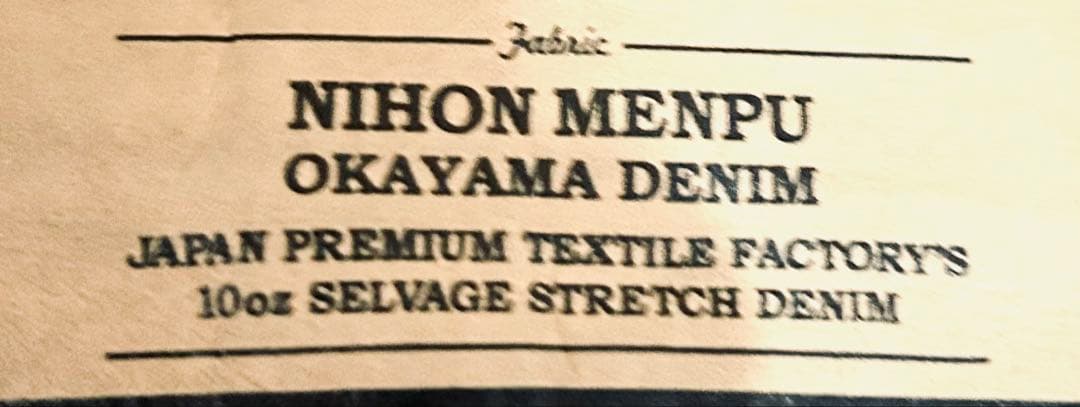 Fabric
NIHON MENPU
OKAYAMA DENIM
JAPAN PREMIUM TEXTILE FACTORY'S
10oz SELVAGE STRETCH DENIM